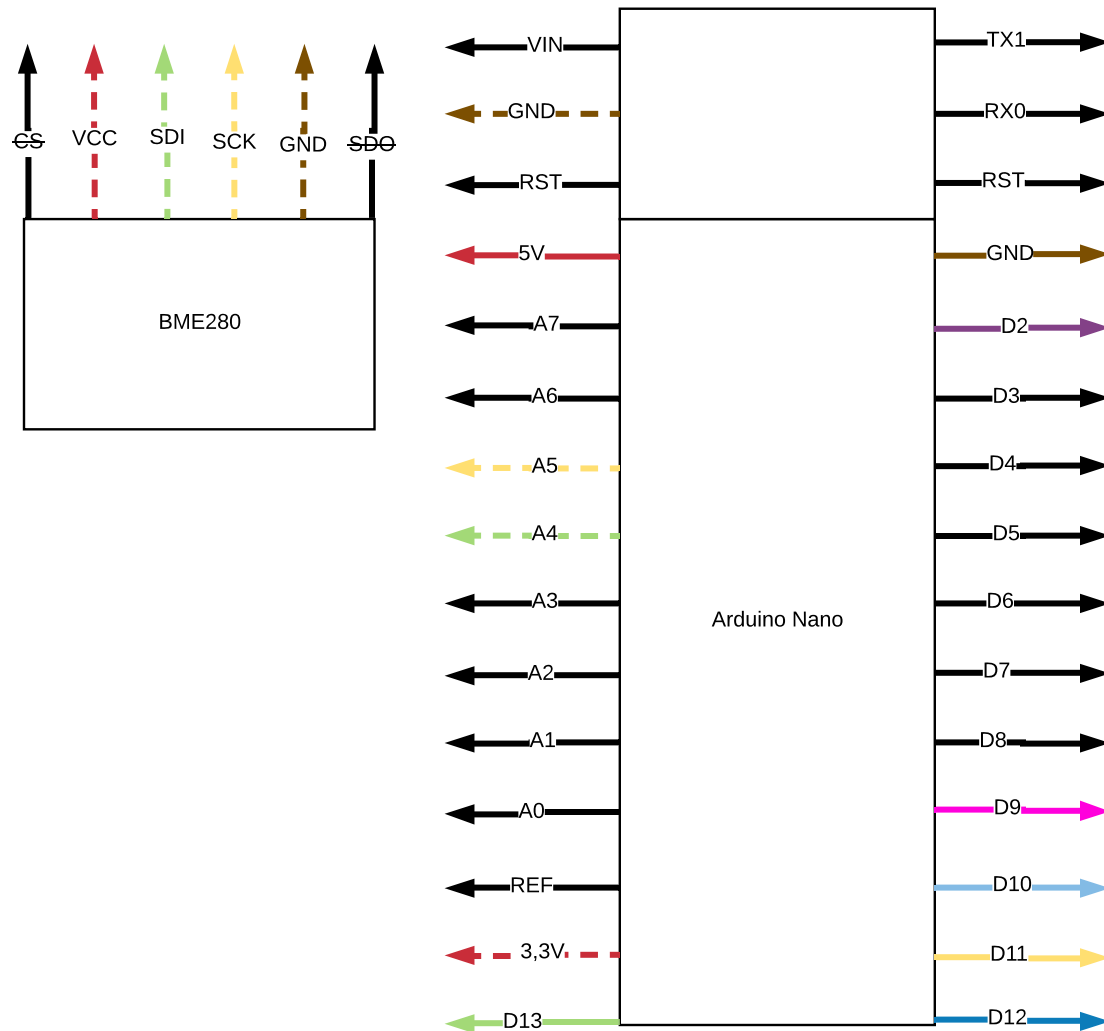 CS
VCC
SDI
SCK
GND
SDO
BME280
VIN
GND
RST
5V
A7
A6
A5
A4
A3
A2
A1
A0
REF
3,3V
D13
Arduino Nano
TX1
RX0
RST
GND
D2
D3
D4
D5
D6
D7
D8
D9
D10
D11
D12